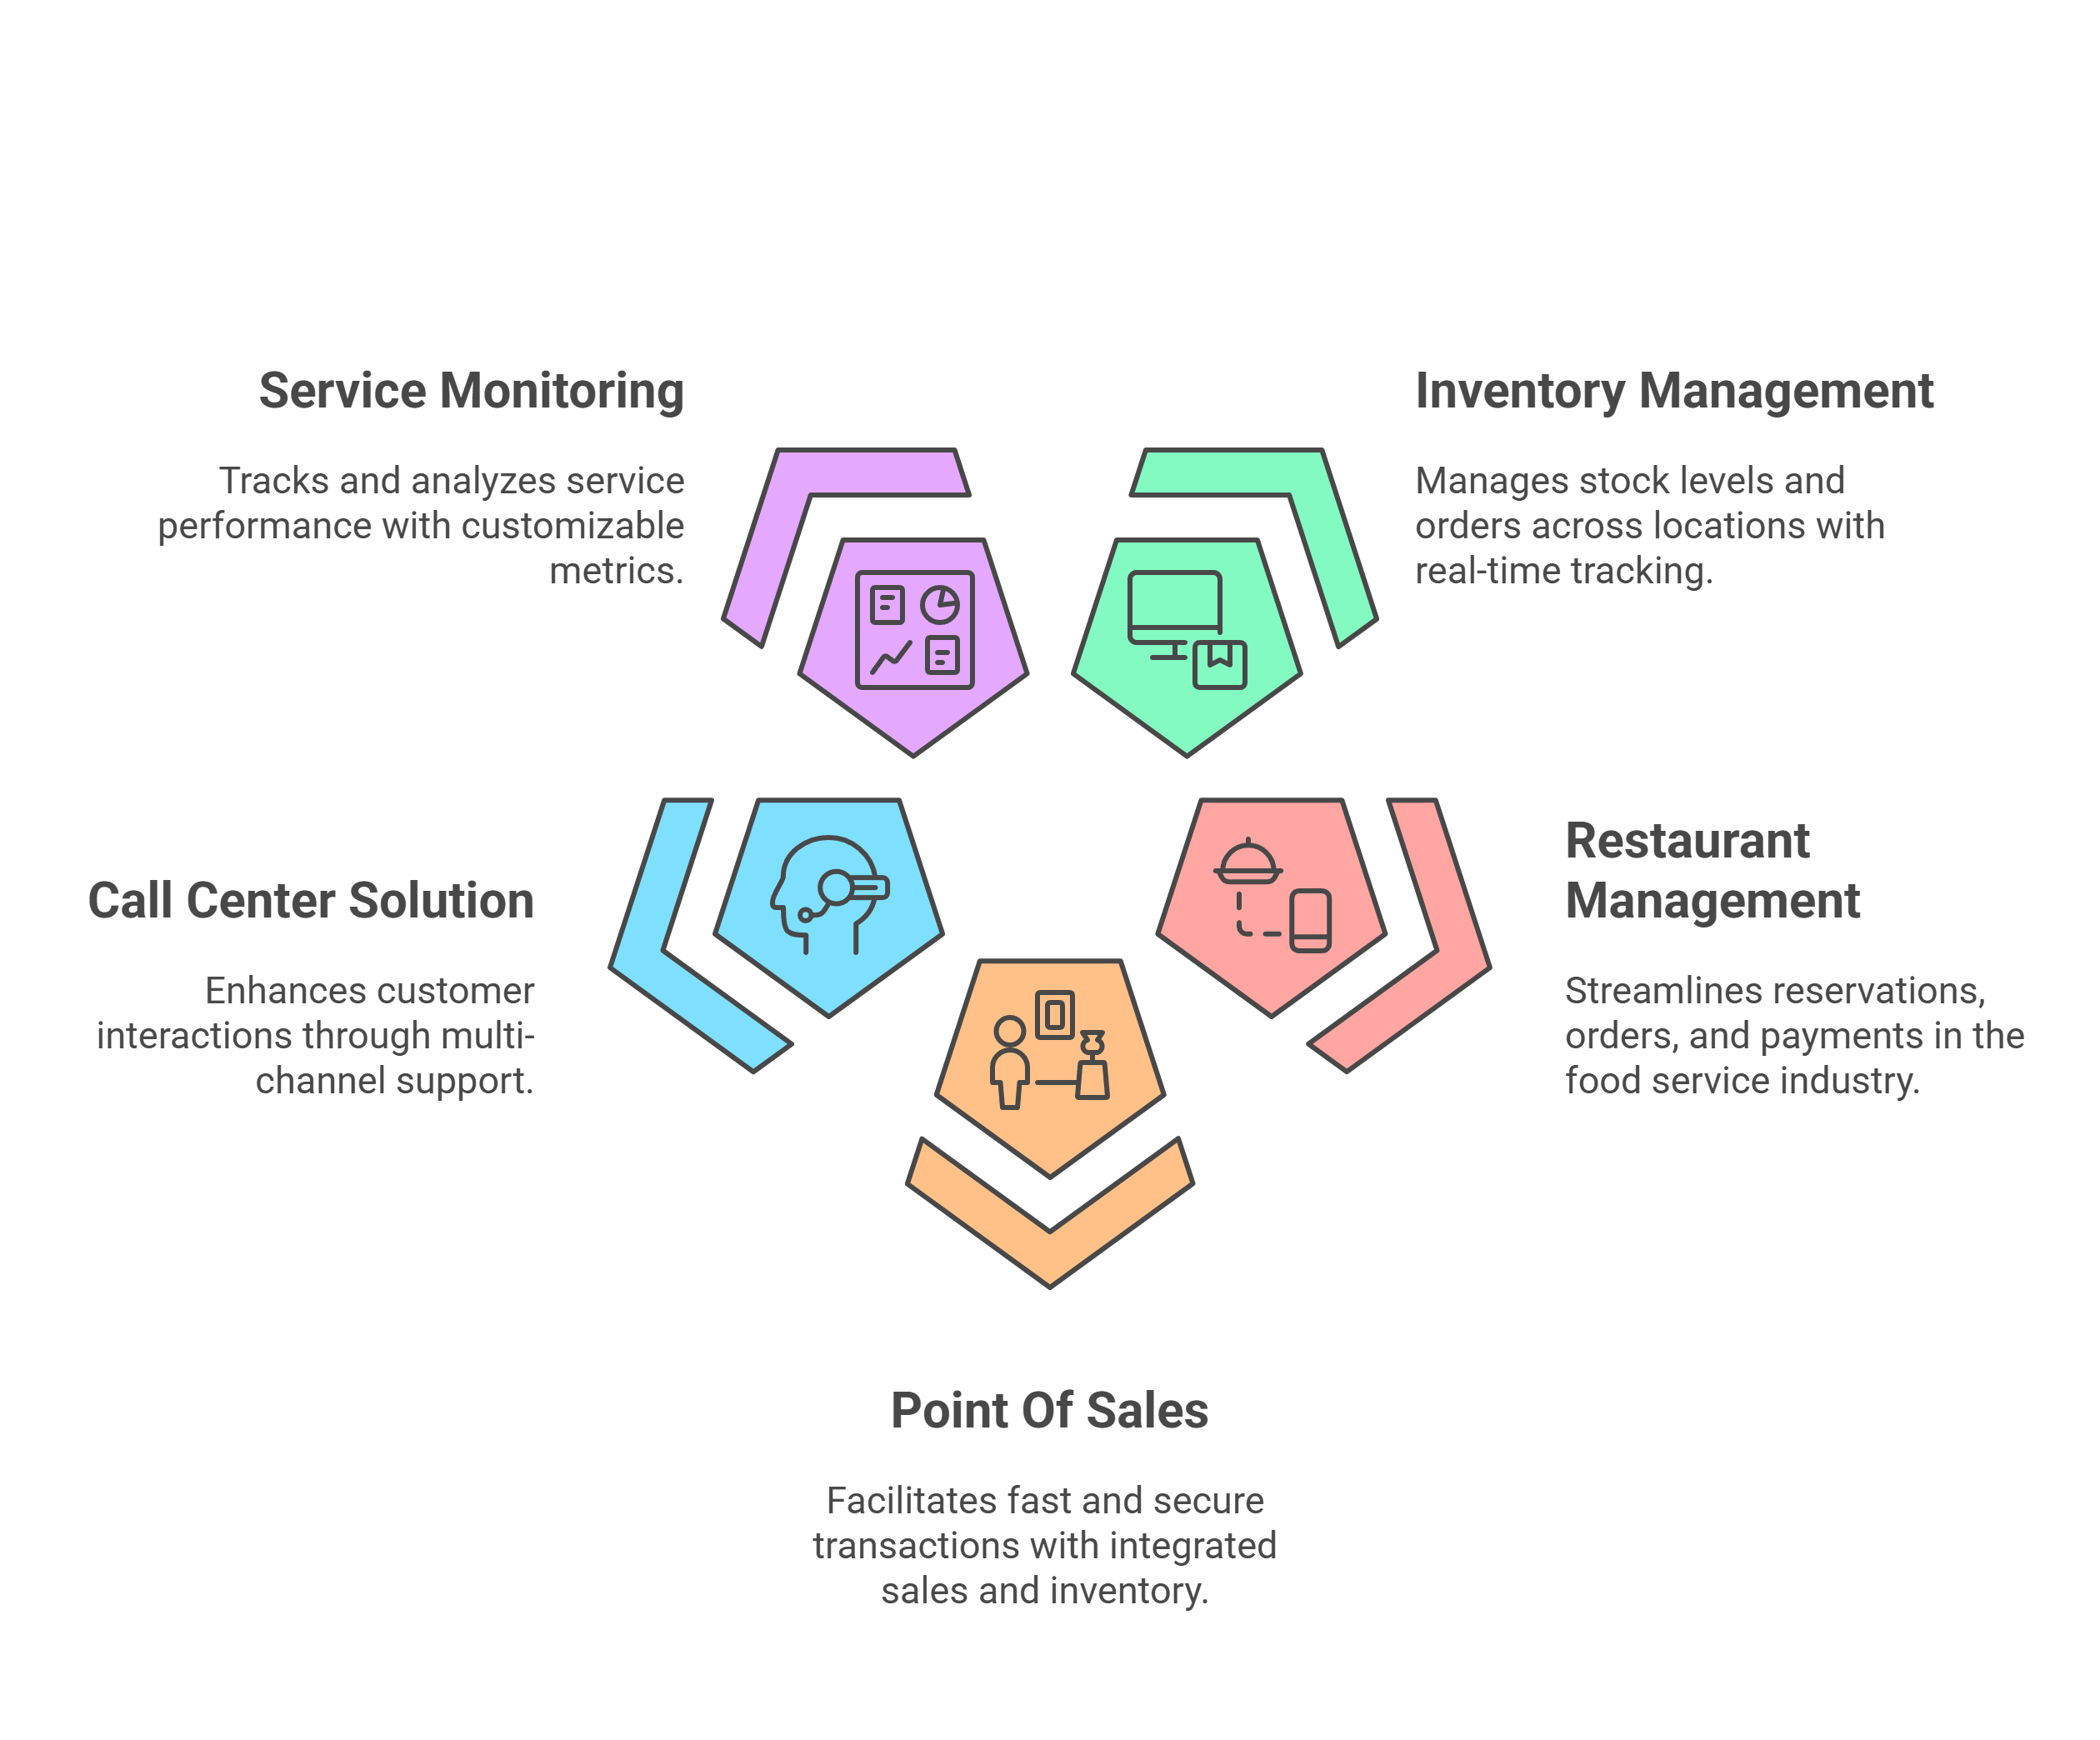 Service Monitoring
Tracks and analyzes service
performance with customizable
metrics.
Inventory Management
Manages stock levels and
orders across locations with
real-time tracking.
Call Center Solution
Enhances customer
interactions through multi-
channel support.
Restaurant
Management
Streamlines reservations,
orders, and payments in the
food service industry.
Point Of Sales
Facilitates fast and secure
transactions with integrated
sales and inventory.